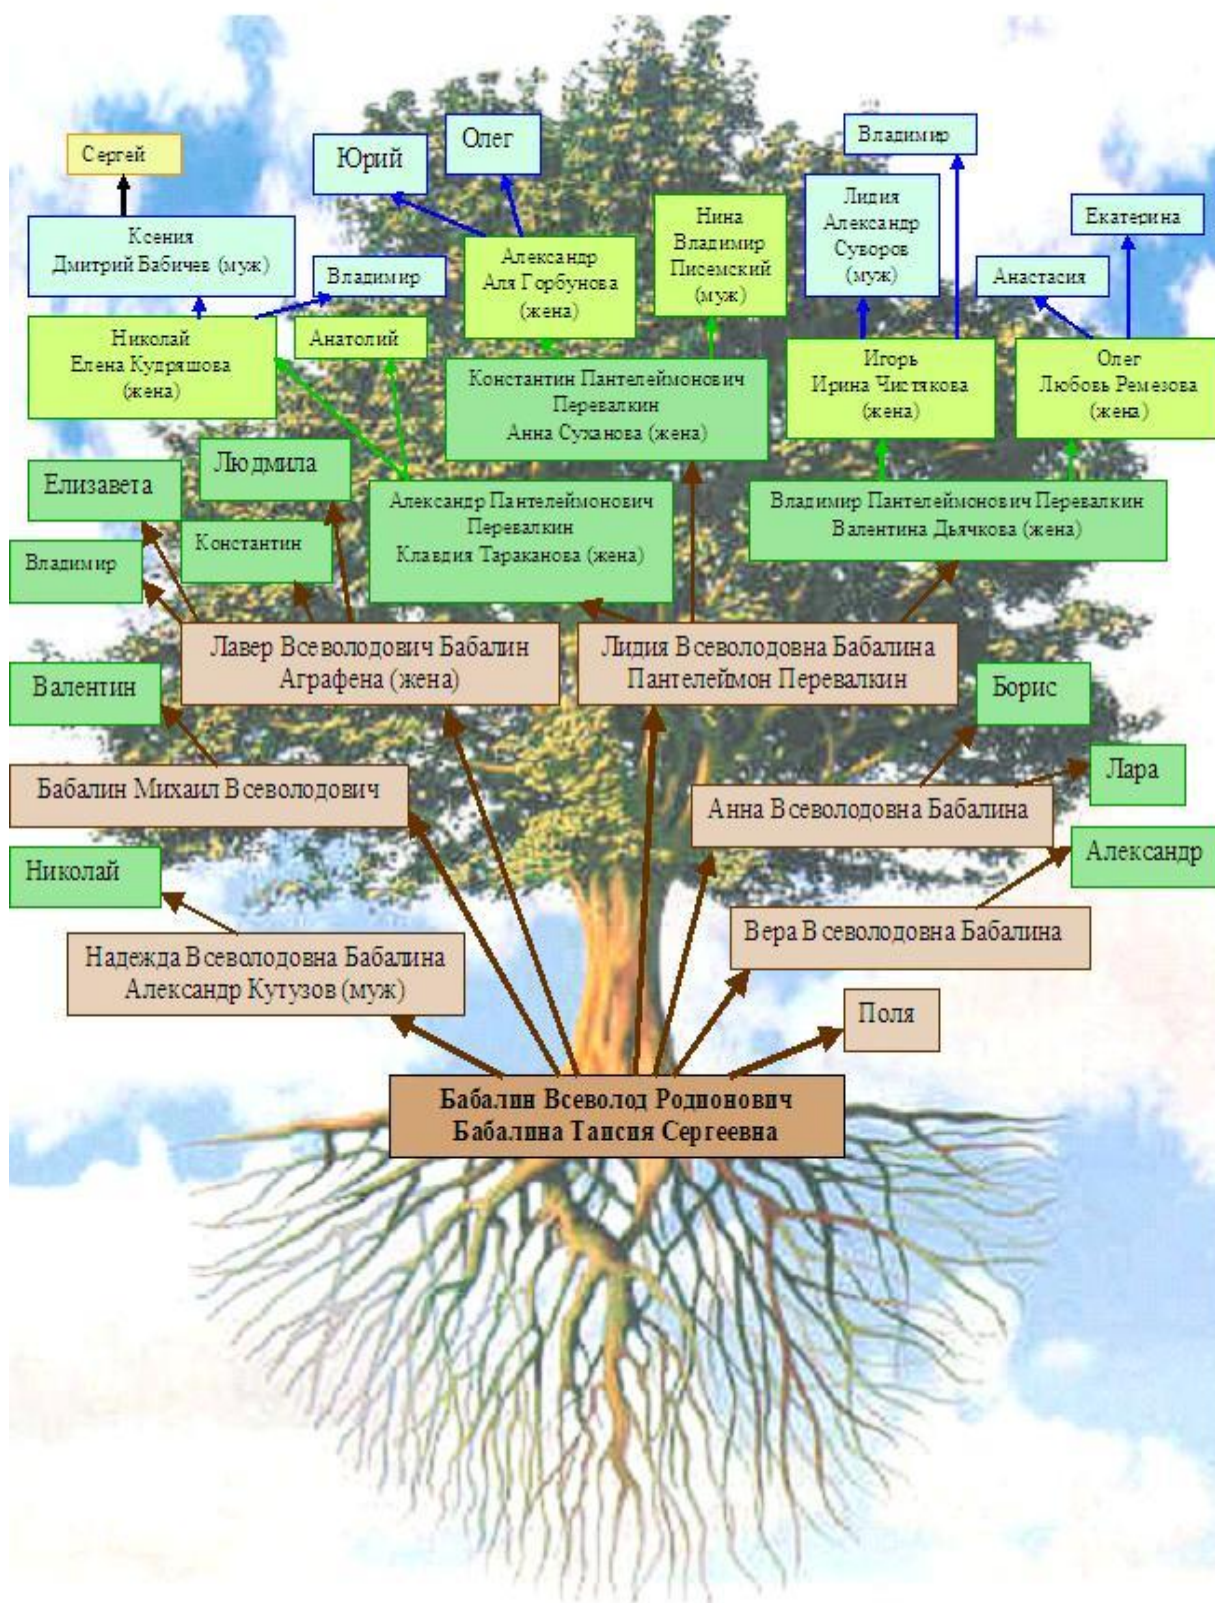 Сергей
Юрий
Олег
Владимир
Ксения
Дмитрий Бабичев (муж)
Владимир
Александр
Аля Горбунова
(жена)
Нина
Владимир
Писемский
(муж)
Лидия
Александр
Суворов
(муж)
Екатерина
Анастасия
Николай
Елена Кудряшова
(жена)
Анатолий
Константин Пантелеймонович
Перевалкин
Анна Суханова (жена)
Игорь
Ирина Чистякова
(жена)
Олег
Любовь Ремезова
(жена)
Елизавета
Людмила
Владимир
Константин
Александр Пантелеймонович
Перевалкин
Клавдия Тараканова (жена)
Владимир Пантелеймонович Перевалкин
Валентина Дьячкова (жена)
Лавер Всеволодович Бабалин
Аграфена (жена)
Лидия Всеволодовна Бабалина
Пантелеймон Перевалкин
Валентин
Борис
Бабалин Михаил Всеволодович
Анна Всеволодовна Бабалина
Лара
Николай
Александр
Надежда Всеволодовна Бабалина
Александр Кутузов (муж)
Вера Всеволодовна Бабалина
Поля
Бабалин Всеволод Родионович
Бабалина Таисия Сергеевна